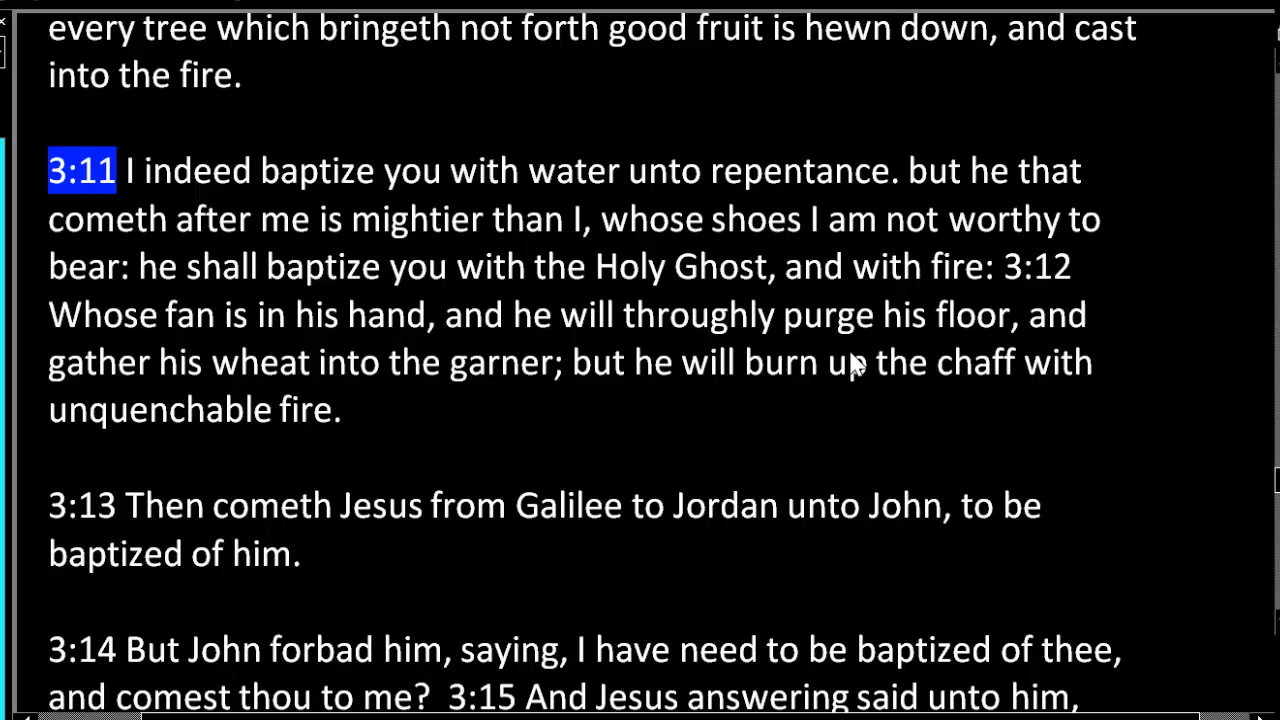 every tree which bringeth not forth good fruit is hewn down, and cast
into the fire.
3:11 I indeed baptize you with water unto repentance. but he that
cometh after me is mightier than I, whose shoes I am not worthy to
bear: he shall baptize you with the Holy Ghost, and with fire: 3:12
Whose fan is in his hand, and he will throughly purge his floor, and
gather his wheat into the garner; but he will burn up the chaff with
unquenchable fire.
3:13 Then cometh Jesus from Galilee to Jordan unto John, to be
baptized of him.
3:14 But John forbad him, saying, I have need to be baptized of thee,
and comest thou to me?  3:15 And Jesus answering said unto him,